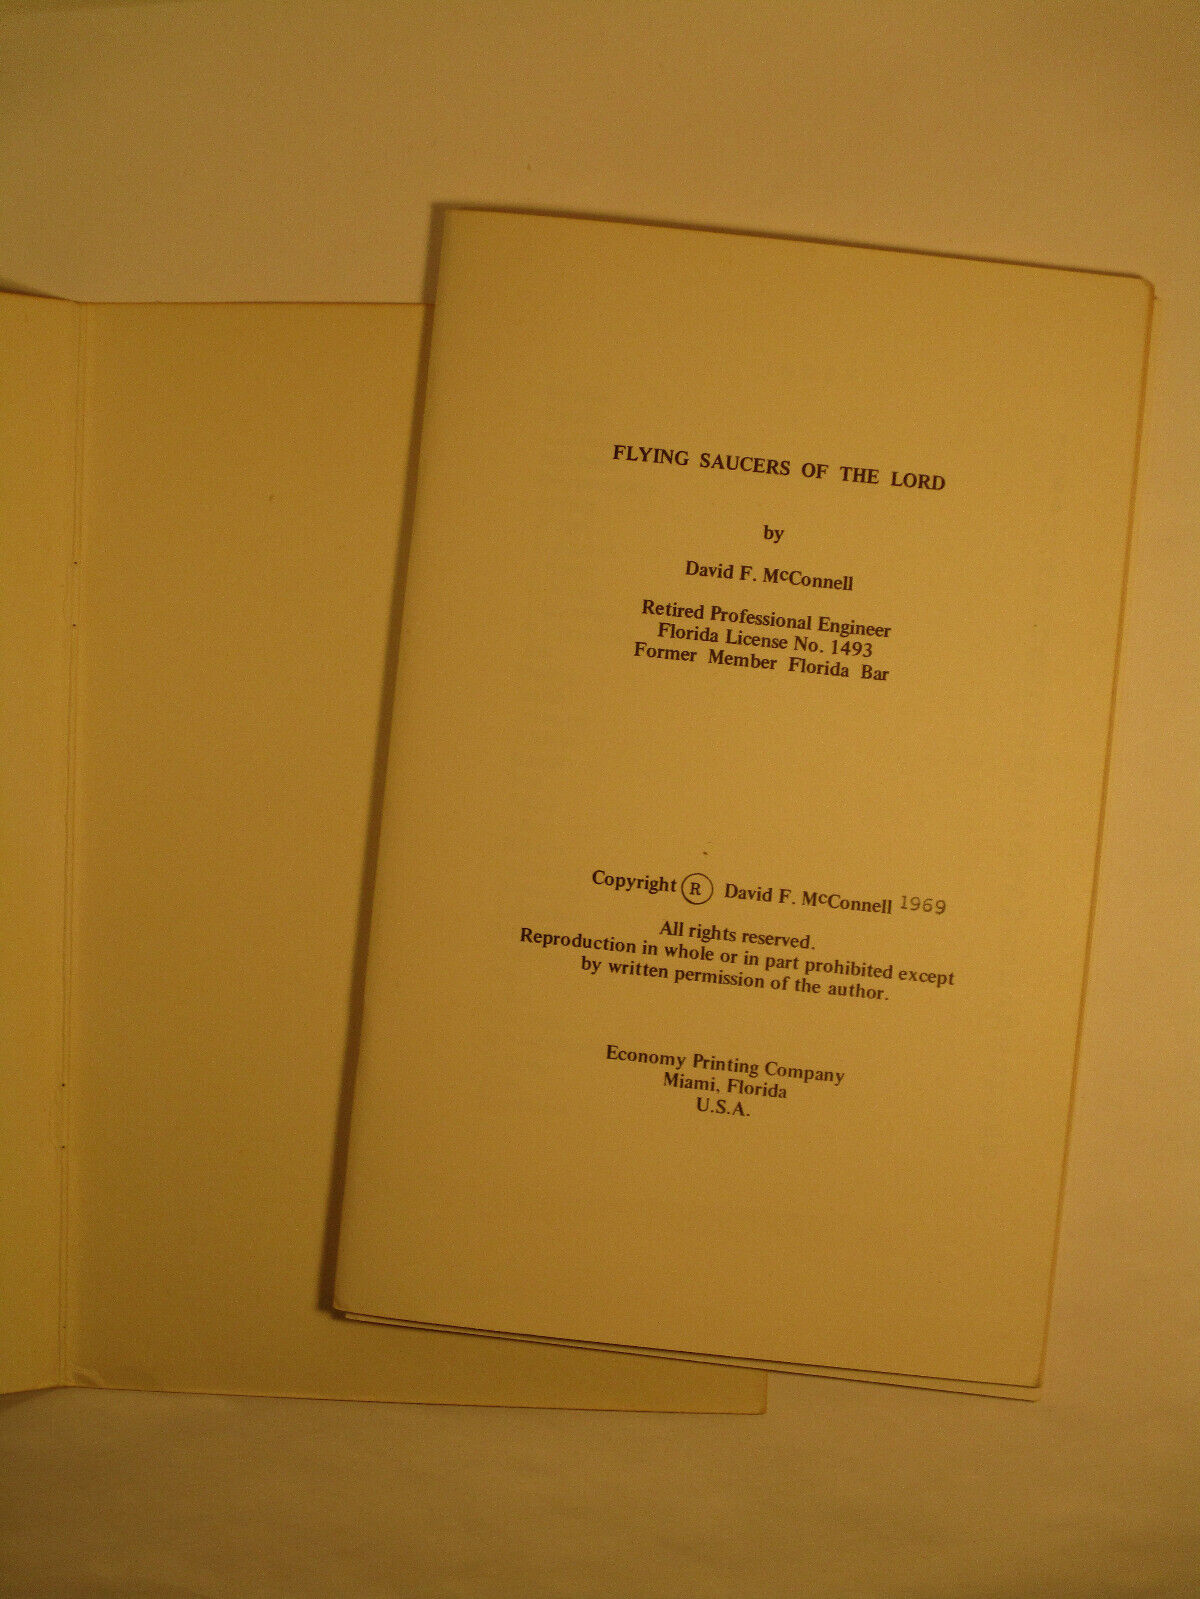 FLYING SAUCERS OF THE LORD
by
David F. McConnell
Retired Professional Engineer
Florida License No. 1493
Former Member Florida Bar
Copyright Ⓡ David F. McConnell 1969
All rights reserved.
Reproduction in whole or in part prohibited except
by written permission of the author.
Economy Printing Company
Miami, Florida
U.S.A.